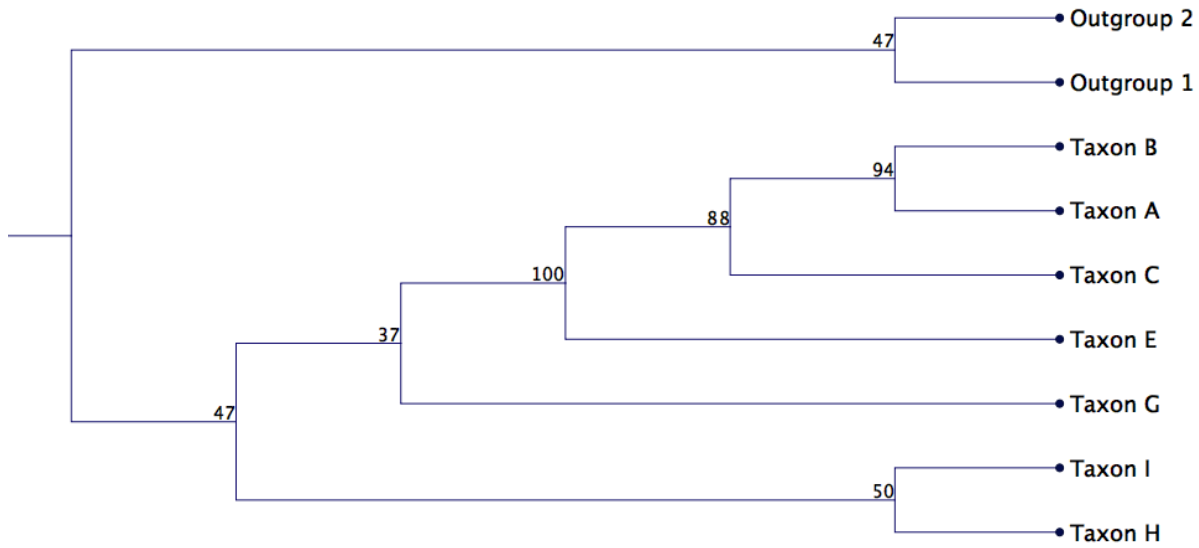 Outgroup 2
47
Outgroup 1
Taxon B
94
Taxon A
88
Taxon C
100
Taxon E
37
Taxon G
47
Taxon I
50
Taxon H